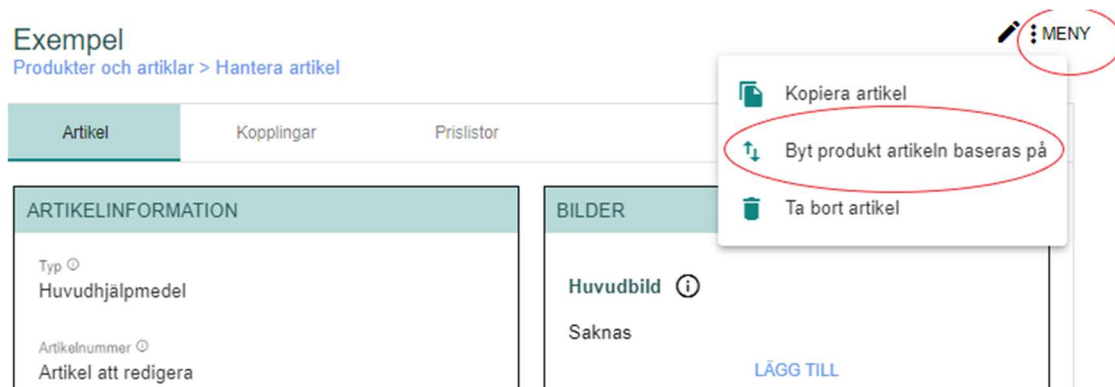 Exempel
MENY
Produkter och artiklar > Hantera artikel
Kopiera artikel
Byt produkt artikeln baseras på
Ta bort artikel
Artikel Kopplingar Prislistor
ARTIKELINFORMATION
Typ
Huvudhjälpmedel
Artikelnummer
Artikel att redigera
BILDER
Huvudbild
Saknas
LÄGG TILL